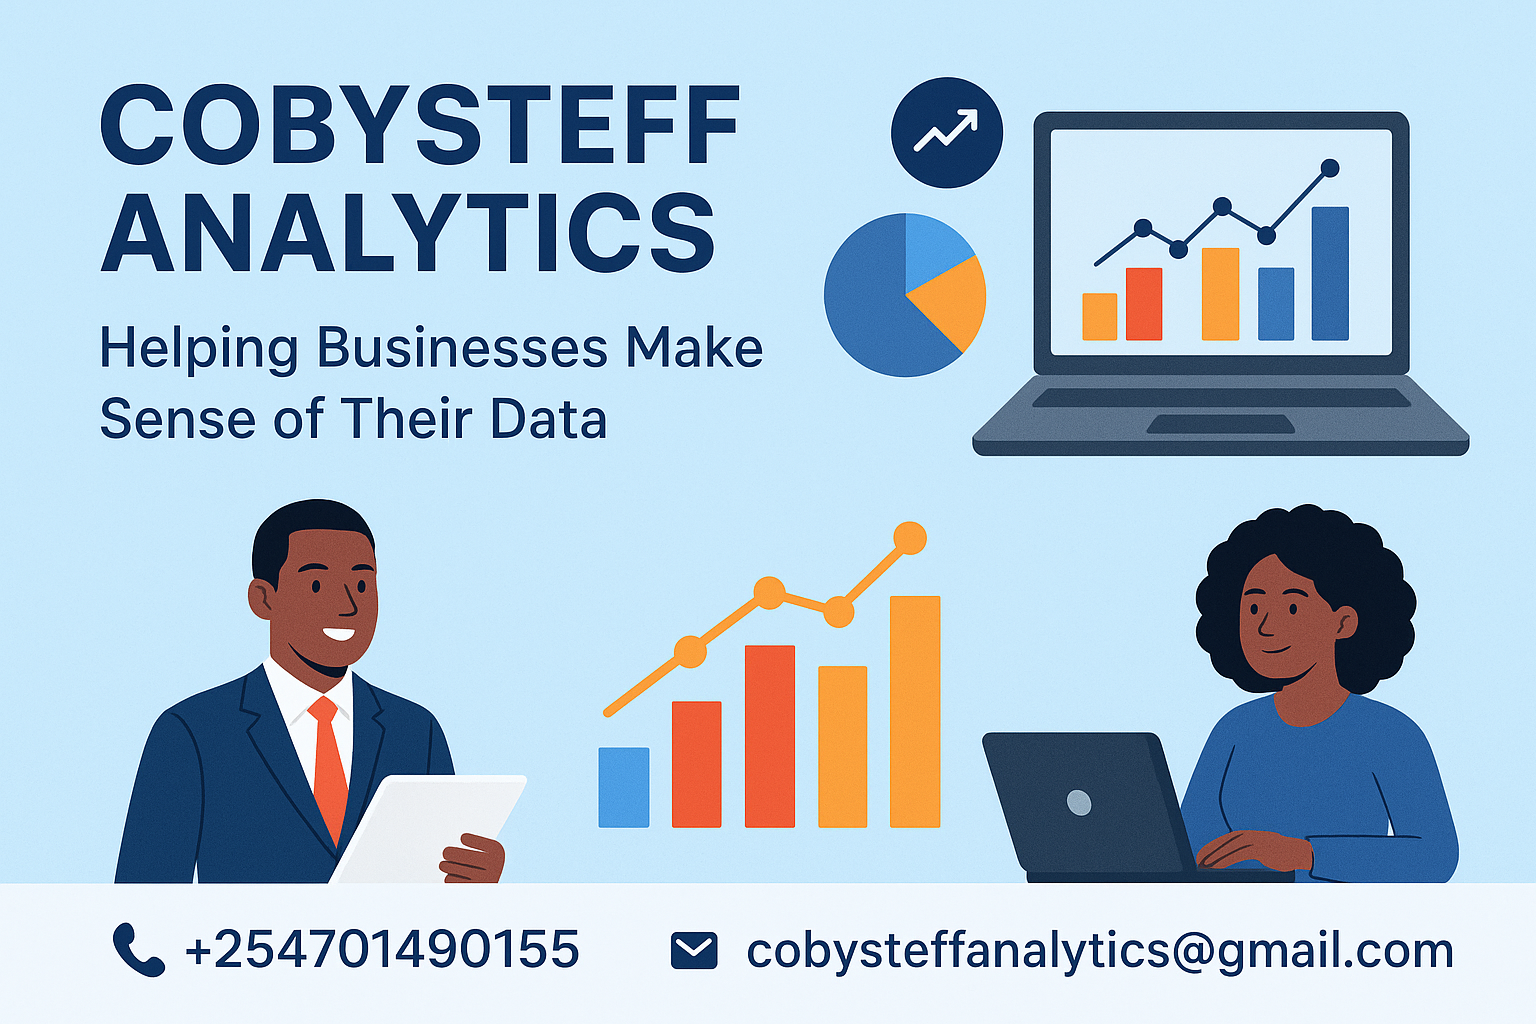 COBYSTEFF
ANALYTICS
Helping Businesses Make
Sense of Their Data
+254701490155
cobysteffanalytics@gmail.com